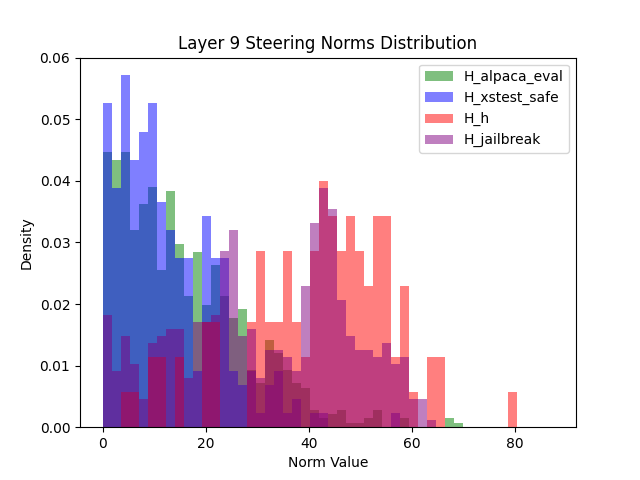 Layer 9 Steering Norms Distribution
H_alpaca_eval
H_xstest_safe
H_h
H_jailbreak
Density
0.06
0.05
0.04
0.03
0.02
0.01
0.00
0 20 40 60 80
Norm Value